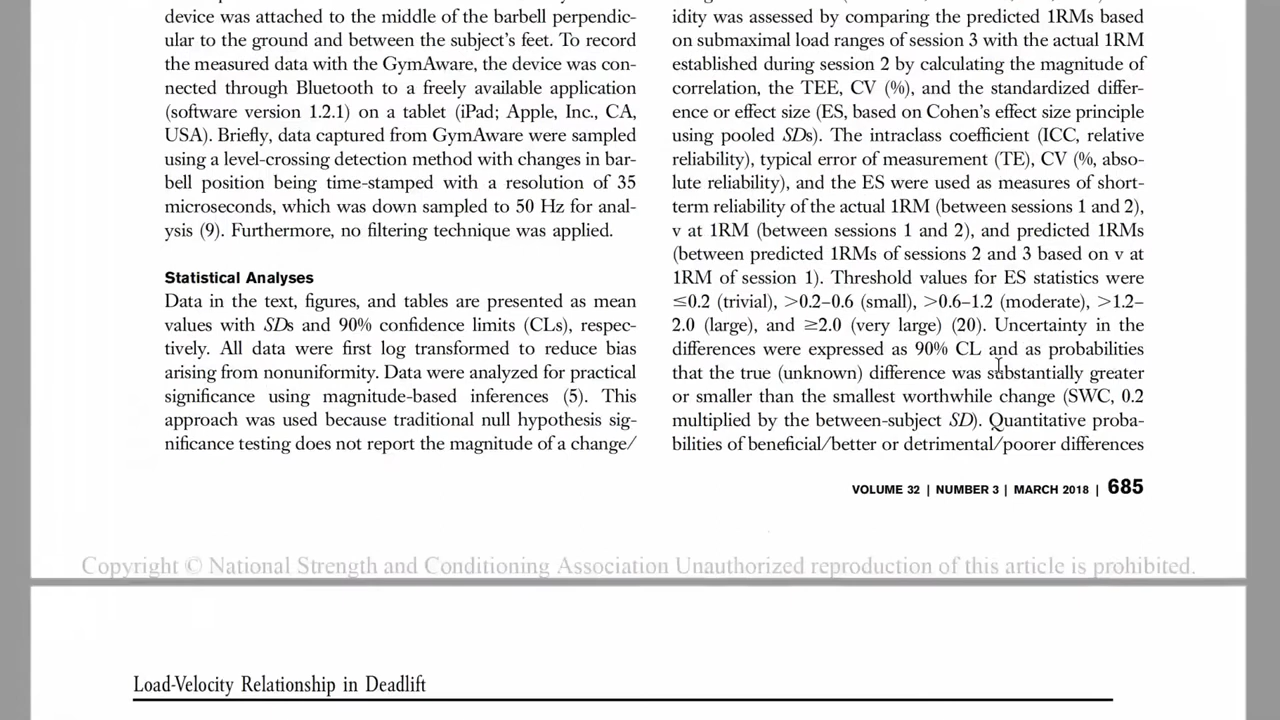 device was attached to the middle of the barbell perpendic-
ular to the ground and between the subject's feet. To record
the measured data with the GymAware, the device was con-
nected through Bluetooth to a freely available application
(software version 1.2.1) on a tablet (iPad; Apple, Inc., CA,
USA). Briefly, data captured from GymAware were sampled
using a level-crossing detection method with changes in bar-
bell position being time-stamped with a resolution of 35
microseconds, which was down sampled to 50 Hz for anal-
ysis (9). Furthermore, no filtering technique was applied.
Statistical Analyses
Data in the text, figures, and tables are presented as mean
values with SDs and 90% confidence limits (CLs), respec-
tively. All data were first log transformed to reduce bias
arising from nonuniformity. Data were analyzed for practical
significance using magnitude-based inferences (5). This
approach was used because traditional null hypothesis sig-
nificance testing does not report the magnitude of a change/
idity was assessed by comparing the predicted 1RMs based
on submaximal load ranges of session 3 with the actual 1RM
established during session 2 by calculating the magnitude of
correlation, the TEE, CV (%), and the standardized differ-
ence or effect size (ES, based on Cohen's effect size principle
using pooled SDs). The intraclass coefficient (ICC, relative
reliability), typical error of measurement (TE), CV (%, abso-
lute reliability), and the ES were used as measures of short-
term reliability of the actual 1RM (between sessions 1 and 2),
v at 1RM (between sessions 1 and 2), and predicted 1RMs
(between predicted 1RMs of sessions 2 and 3 based on v at
1RM of session 1). Threshold values for ES statistics were
≤0.2 (trivial), >0.2–0.6 (small), >0.6–1.2 (moderate), >1.2–
2.0 (large), and ≥2.0 (very large) (20). Uncertainty in the
differences were expressed as 90% CL and as probabilities
that the true (unknown) difference was substantially greater
or smaller than the smallest worthwhile change (SWC, 0.2
multiplied by the between-subject SD). Quantitative proba-
bilities of beneficial/better or detrimental/poorer differences
VOLUME 32 | NUMBER 3 | MARCH 2018 | 685
Copyright © National Strength and Conditioning Association Unauthorized reproduction of this article is prohibited.
Load-Velocity Relationship in Deadlift